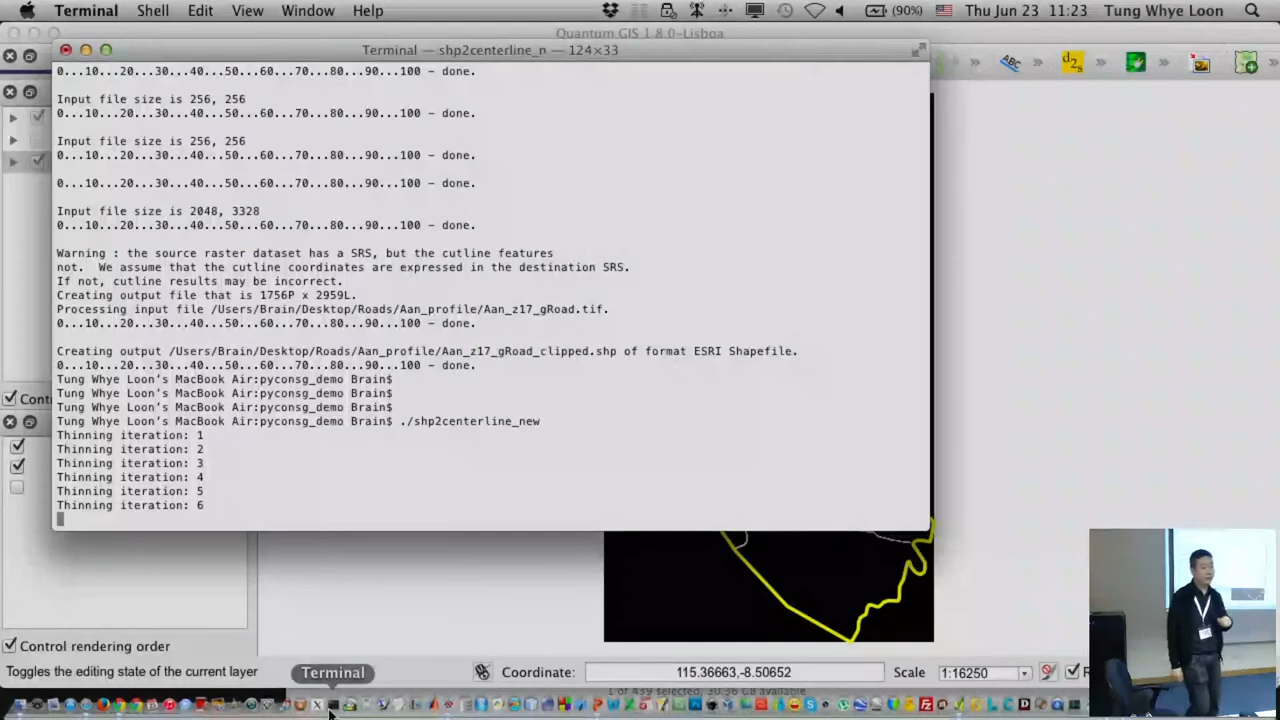 Terminal Shell Edit View Window Help (90%) Thu Jun 23 11:23 Tung Whye Loon
Quantum GIS 1.8.0-Lisboa
Terminal — shp2centerline_n — 124×33
0...10...20...30...40...50...60...70...80...90...100 - done.
Input file size is 256, 256
0...10...20...30...40...50...60...70...80...90...100 - done.
Input file size is 256, 256
0...10...20...30...40...50...60...70...80...90...100 - done.
0...10...20...30...40...50...60...70...80...90...100 - done.
Input file size is 2048, 3328
0...10...20...30...40...50...60...70...80...90...100 - done.
Warning : the source raster dataset has a SRS, but the cutline features
not. We assume that the cutline coordinates are expressed in the destination SRS.
If not, cutline results may be incorrect.
Creating output file that is 1756P x 2959L.
Processing input file /Users/Brain/Desktop/Roads/Aan_profile/Aan_z17_gRoad.tif.
0...10...20...30...40...50...60...70...80...90...100 - done.
Creating output /Users/Brain/Desktop/Roads/Aan_profile/Aan_z17_gRoad_clipped.shp of format ESRI Shapefile.
0...10...20...30...40...50...60...70...80...90...100 - done.
Tung Whye Loon's MacBook Air:pyconsg_demo Brain$
Tung Whye Loon's MacBook Air:pyconsg_demo Brain$
Tung Whye Loon's MacBook Air:pyconsg_demo Brain$
Tung Whye Loon's MacBook Air:pyconsg_demo Brain$ ./shp2centerline_new
Thinning iteration: 1
Thinning iteration: 2
Thinning iteration: 3
Thinning iteration: 4
Thinning iteration: 5
Thinning iteration: 6
ABC
d2s
Cont
Control rendering order
Toggles the editing state of the current layer
Terminal
Coordinate: 115.36663,-8.50652 Scale 1:16250 R
1 of 439 selected, 30.36 GB available